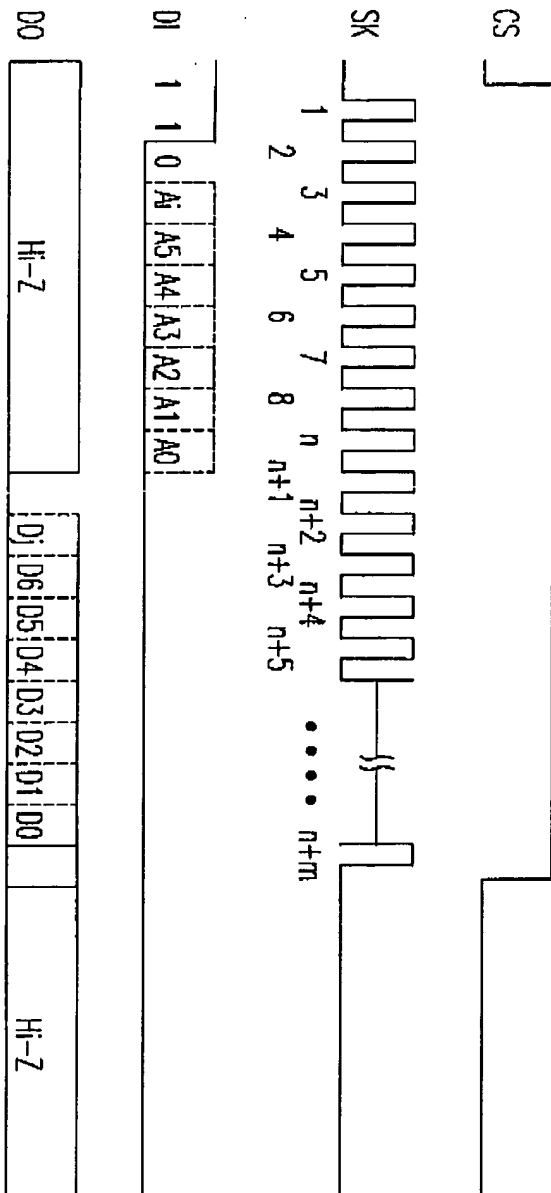 CS
SK
1 2 3 4 5 6 7 8 n n+1 n+2 n+3 n+4 n+5 •••• n+m
DI
1 1 0 Ai A5 A4 A3 A2 A1 A0
DO
Hi-Z Dj D6 D5 D4 D3 D2 D1 D0 Hi-Z